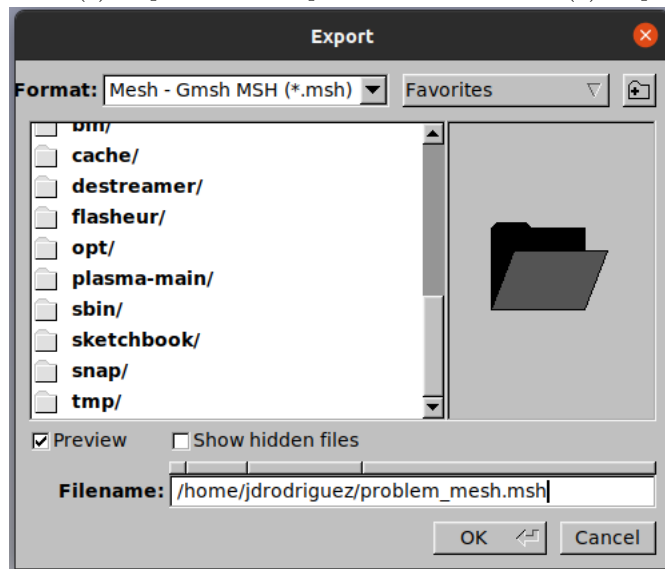 Export
Format: Mesh - Gmsh MSH (*.msh) Favorites
bin/
cache/
destreamer/
flasheur/
opt/
plasma-main/
sbin/
sketchbook/
snap/
tmp/
Preview Show hidden files
Filename: /home/jdrodriguez/problem_mesh.msh
OK Cancel